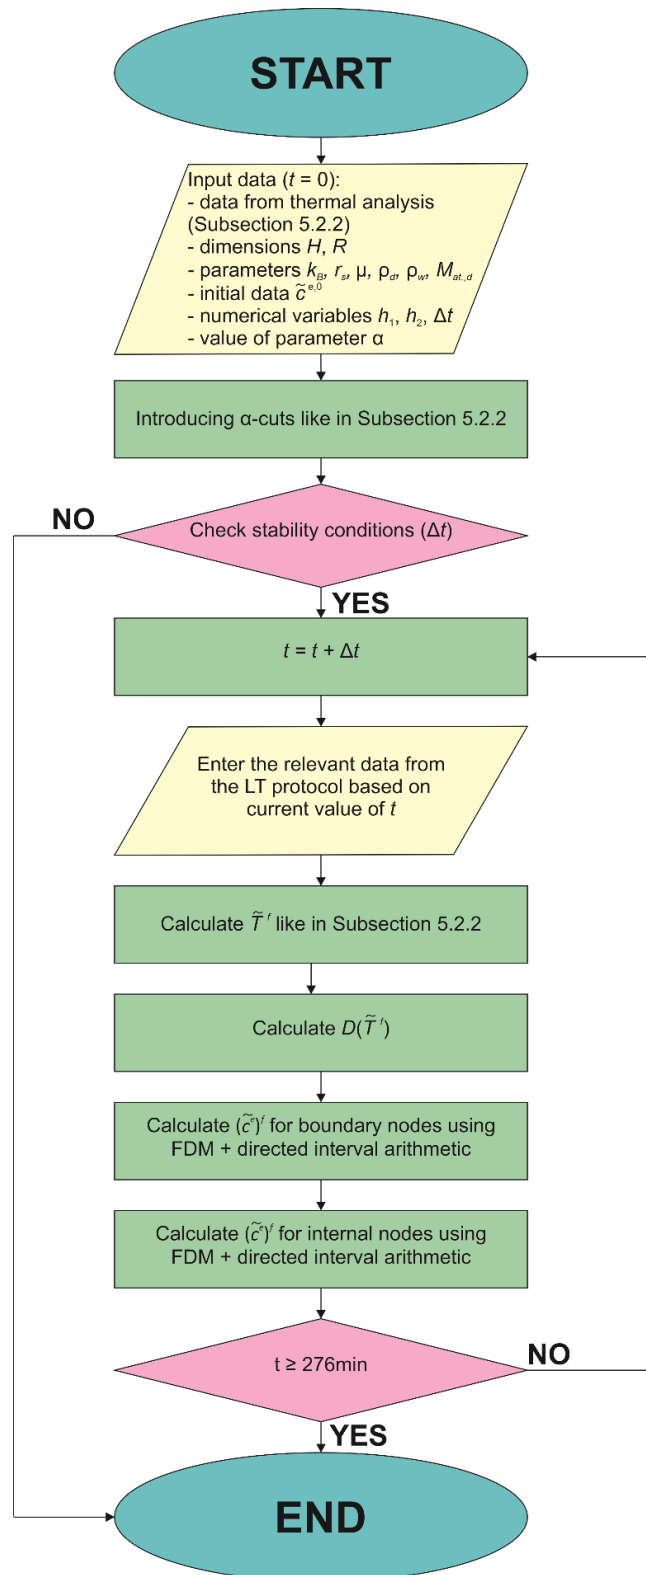 START
Input data (t = 0):
- data from thermal analysis
(Subsection 5.2.2)
- dimensions H, R
- parameters k_B, r_s, μ, ρ_d, ρ_w, M_at.,d
- initial data c̃^e,0
- numerical variables h₁, h₂, Δt
- value of parameter α
Introducing α-cuts like in Subsection 5.2.2
NO
Check stability conditions (Δt)
YES
t = t + Δt
Enter the relevant data from
the LT protocol based on
current value of t
Calculate T̃^f like in Subsection 5.2.2
Calculate D(T̃^f)
Calculate (c̃^e)^f for boundary nodes using
FDM + directed interval arithmetic
Calculate (c̃^e)^f for internal nodes using
FDM + directed interval arithmetic
t ≥ 276min
NO
YES
END